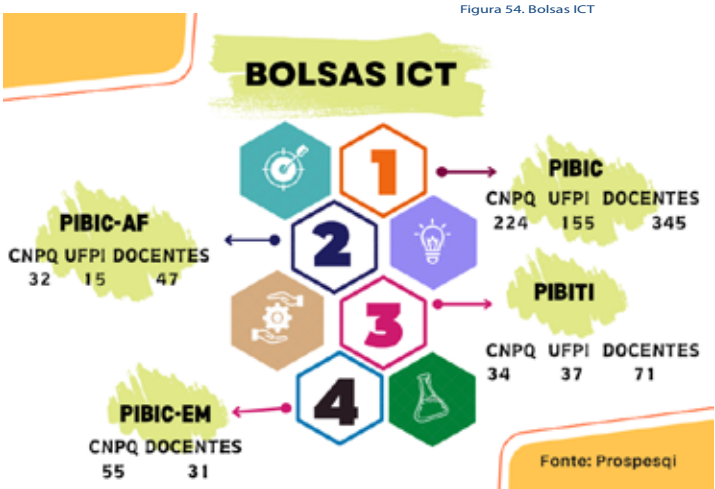 Figura 54. Bolsas ICT
BOLSAS ICT
1
PIBIC
CNPQ UFPI DOCENTES
224 155 345
2
PIBIC-AF
CNPQ UFPI DOCENTES
32 15 47
3
PIBITI
CNPQ UFPI DOCENTES
34 37 71
4
PIBIC-EM
CNPQ DOCENTES
55 31
Fonte: Prospesqi